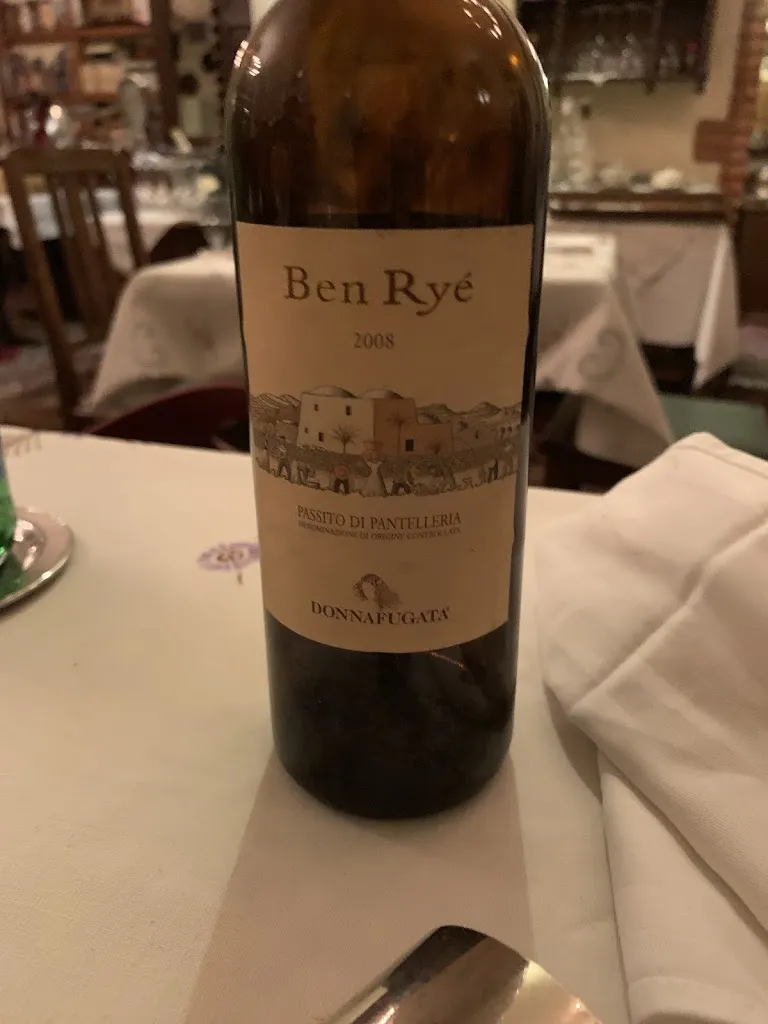 Ben Ryé
2008
PASSITO DI PANTELLERIA
DENOMINAZIONE DI ORIGINE CONTROLLATA
DONNAFUGATA®